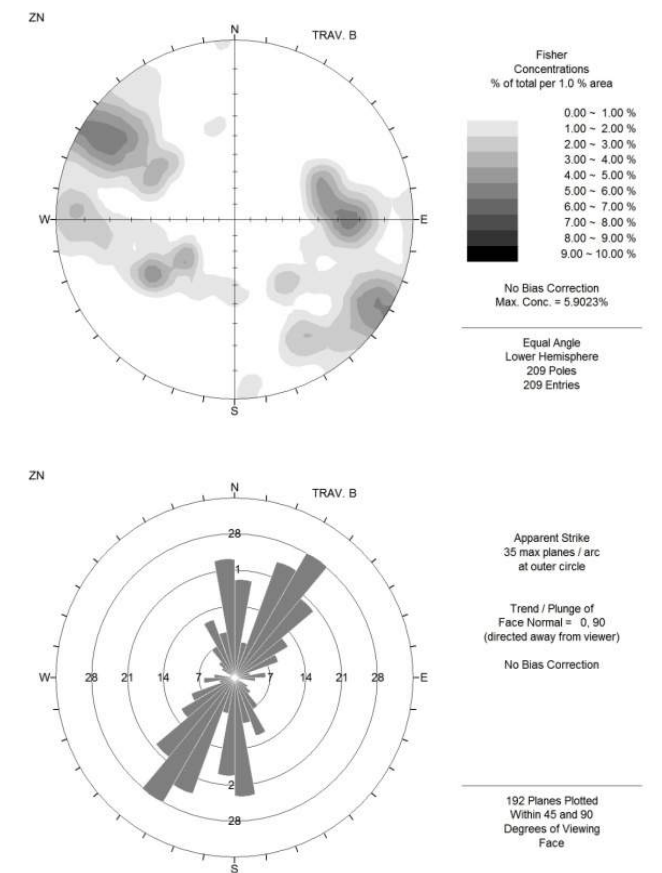 ZN
TRAV. B
N
W
E
S
Fisher
Concentrations
% of total per 1.0 % area
0.00 ~ 1.00 %
1.00 ~ 2.00 %
2.00 ~ 3.00 %
3.00 ~ 4.00 %
4.00 ~ 5.00 %
5.00 ~ 6.00 %
6.00 ~ 7.00 %
7.00 ~ 8.00 %
8.00 ~ 9.00 %
9.00 ~ 10.00 %
No Bias Correction
Max. Conc. = 5.9023%
Equal Angle
Lower Hemisphere
209 Poles
209 Entries
ZN
TRAV. B
N
28
1
W 28 21 14 7 7 14 21 28 E
2
28
S
Apparent Strike
35 max planes / arc
at outer circle
Trend / Plunge of
Face Normal = 0, 90
(directed away from viewer)
No Bias Correction
192 Planes Plotted
Within 45 and 90
Degrees of Viewing
Face